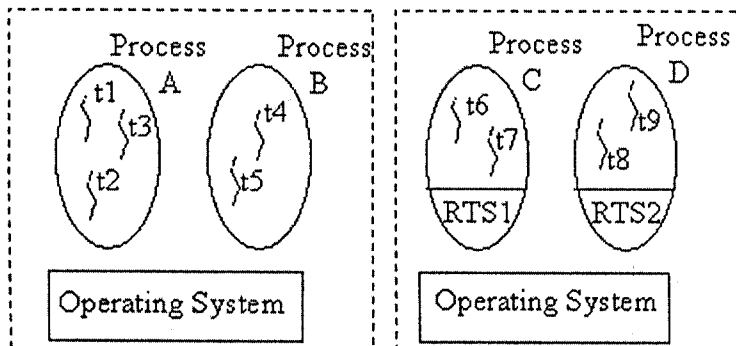 Process
A
Process
B
t1
t3
t2
t4
t5
Operating System
Process
C
Process
D
t6
t7
t9
t8
RTS1
RTS2
Operating System